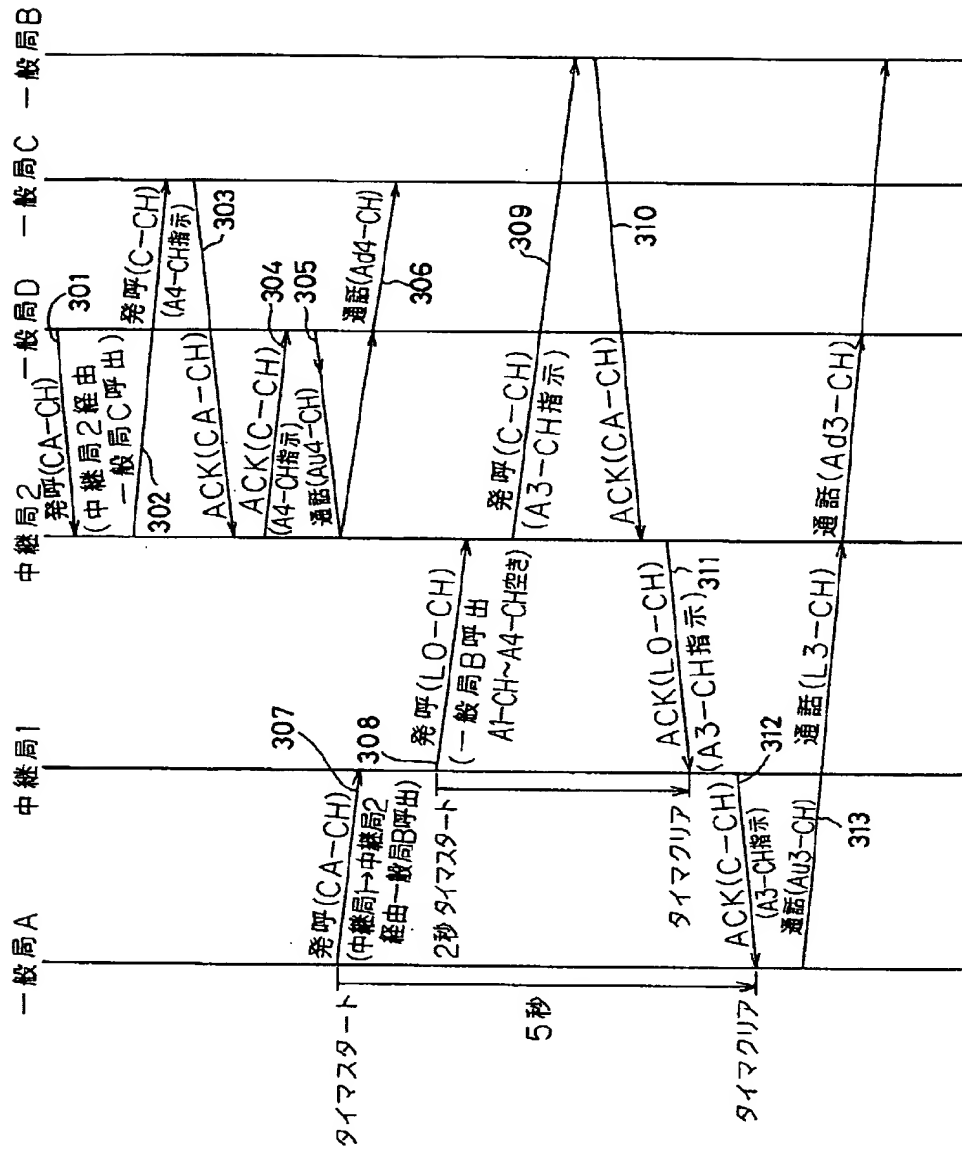 一般局A
中継局1
中継局2
一般局D
一般局C
一般局B
発呼(CA-CH)
301
(中継局2経由
一般局C呼出)
302
発呼(C-CH)
(A4-CH指示)
303
ACK(CA-CH)
ACK(C-CH)
304
(A4-CH指示)
305
通話(Au4-CH)
通話(Ad4-CH)
306
タイマスタート
発呼(CA-CH)
307
(中継局1→中継局2
経由一般局B呼出)
308
2秒タイマスタート
発呼(L0-CH)
(一般局B呼出
A1-CH~A4-CH空き)
発呼(C-CH)
309
(A3-CH指示)
310
ACK(CA-CH)
5秒
ACK(L0-CH)
311
(A3-CH指示)
タイマクリア
312
ACK(C-CH)
(A3-CH指示)
タイマクリア
通話(Au3-CH)
313
通話(L3-CH)
通話(Ad3-CH)